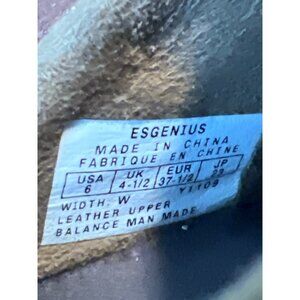 ESGENIUS
MADE IN CHINA
FABRIQUE EN CHINE
USA UK EUR JP
6 4-1/2 37-1/2 23
WIDTH: W Y1109
LEATHER UPPER
BALANCE MAN MADE